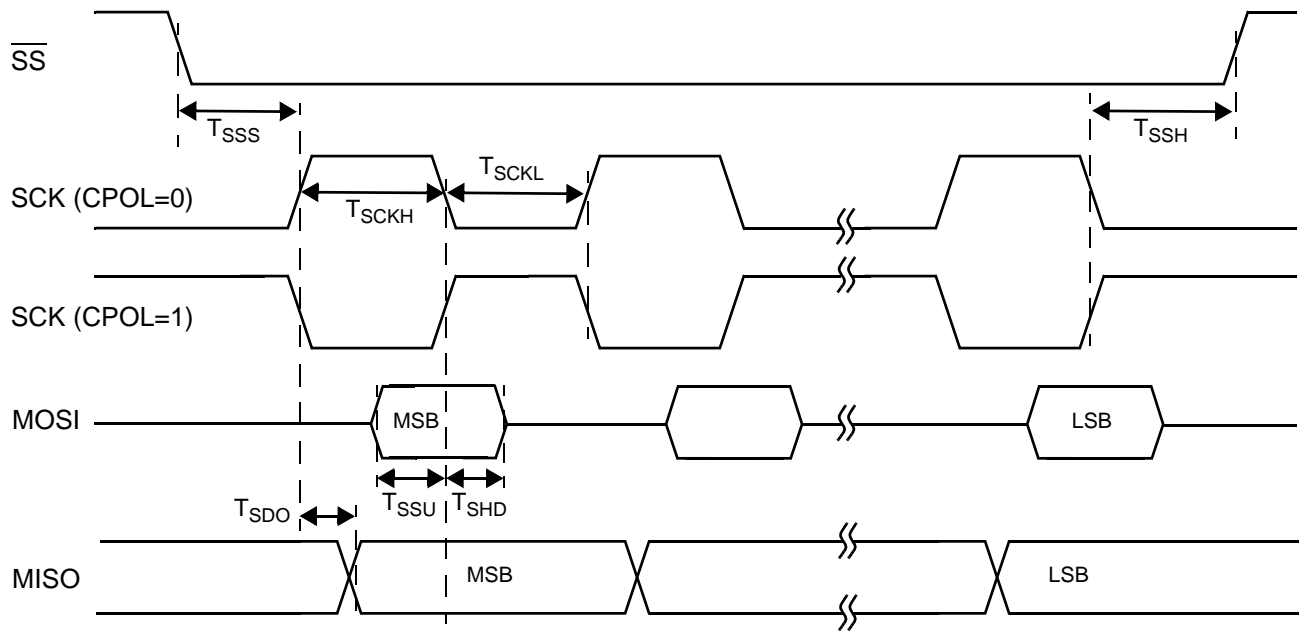 SS
TSSS
TSSH
SCK (CPOL=0)
TSCKL
TSCKH
SCK (CPOL=1)
MOSI
MSB
LSB
TSSU
TSHD
TSDO
MISO
MSB
LSB